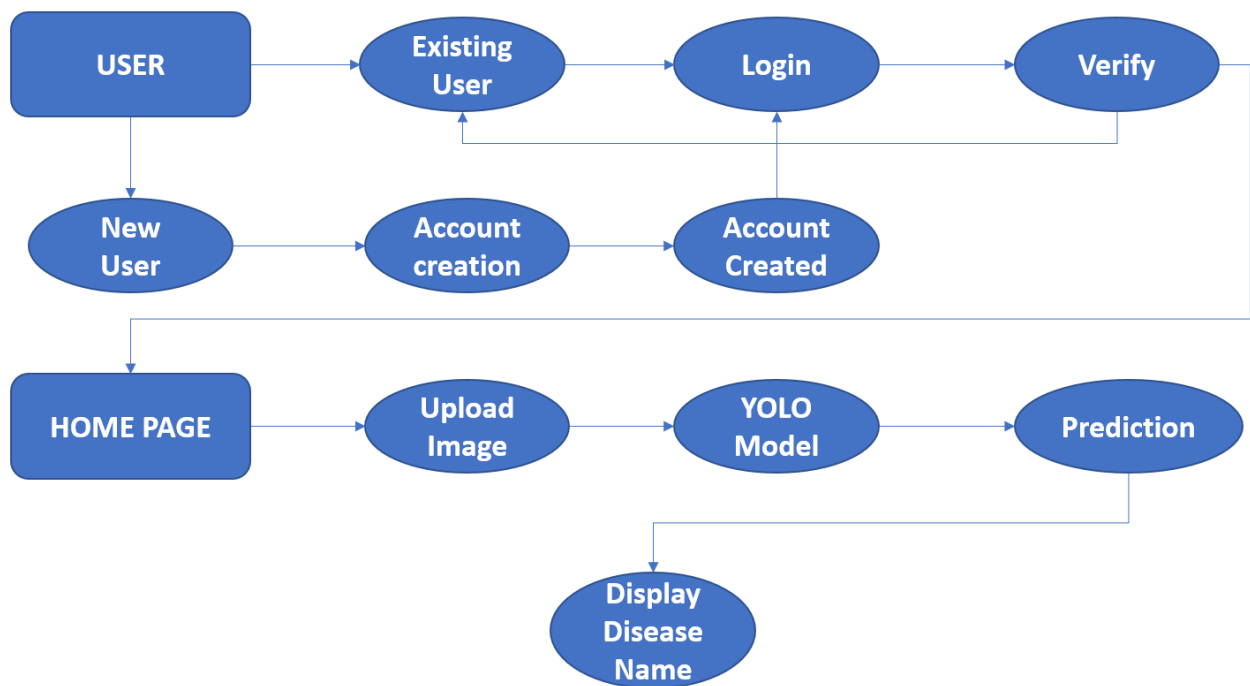 USER
Existing
User
Login
Verify
New
User
Account
creation
Account
Created
HOME PAGE
Upload
Image
YOLO
Model
Prediction
Display
Disease
Name